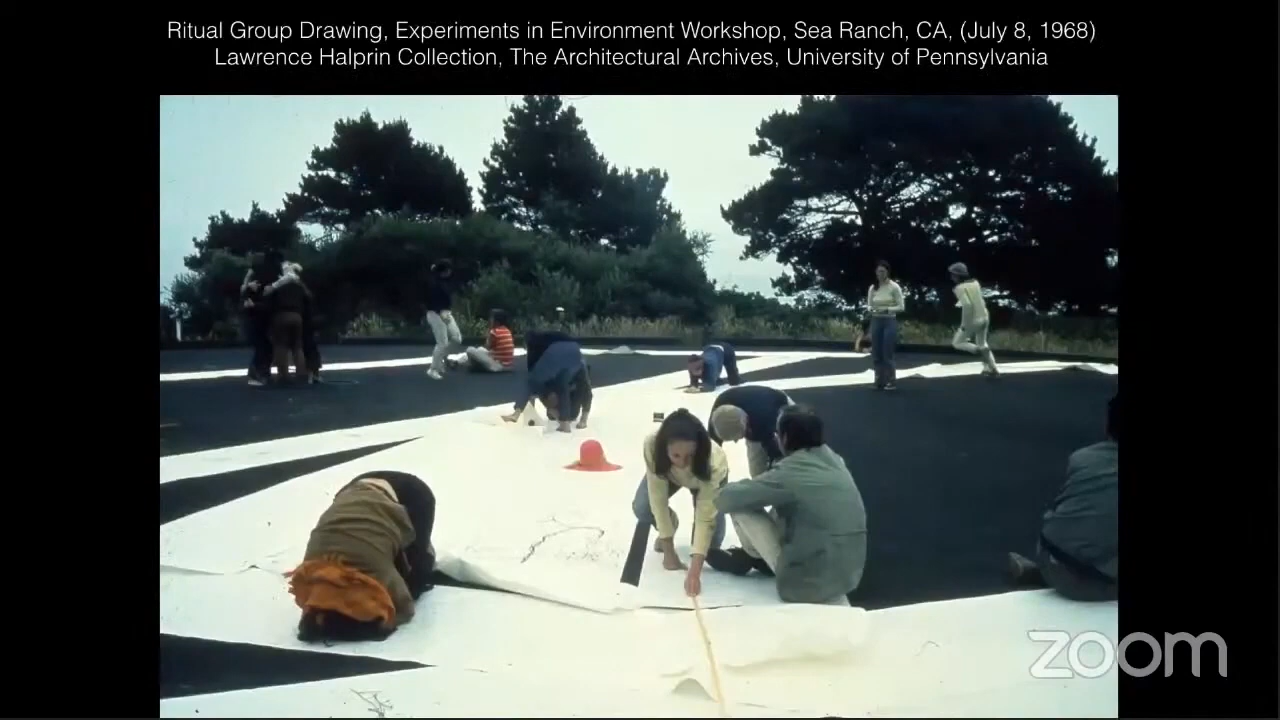 Ritual Group Drawing, Experiments in Environment Workshop, Sea Ranch, CA, (July 8, 1968)
Lawrence Halprin Collection, The Architectural Archives, University of Pennsylvania
zoom